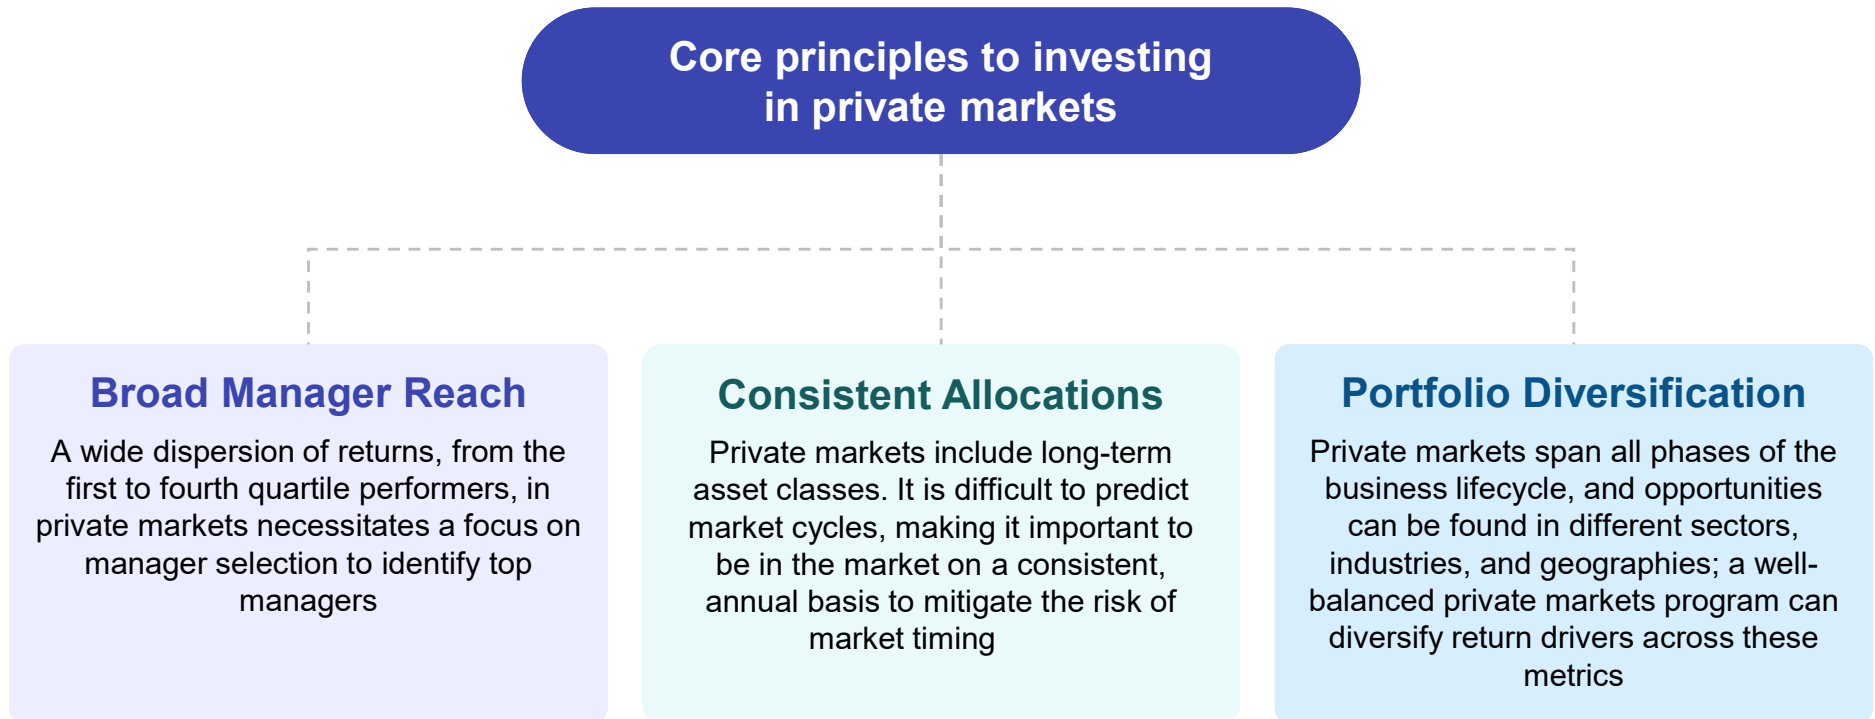 Core principles to investing
in private markets
Broad Manager Reach
A wide dispersion of returns, from the
first to fourth quartile performers, in
private markets necessitates a focus on
manager selection to identify top
managers
Consistent Allocations
Private markets include long-term
asset classes. It is difficult to predict
market cycles, making it important to
be in the market on a consistent,
annual basis to mitigate the risk of
market timing
Portfolio Diversification
Private markets span all phases of the
business lifecycle, and opportunities
can be found in different sectors,
industries, and geographies; a well-
balanced private markets program can
diversify return drivers across these
metrics